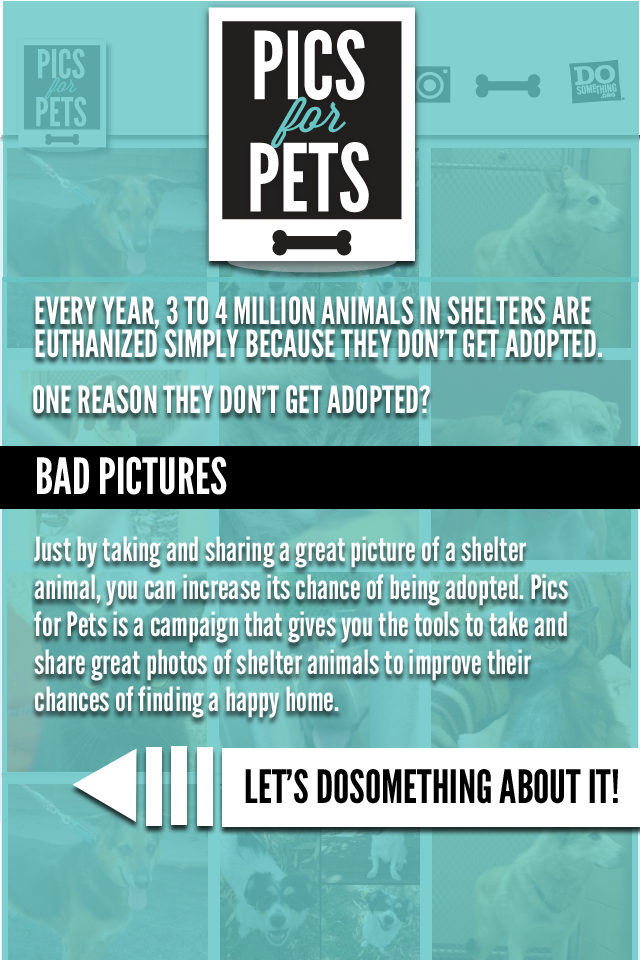 PICS
for
PETS
PICS
for
PETS
DO
SOMETHING
.ORG
EVERY YEAR, 3 TO 4 MILLION ANIMALS IN SHELTERS ARE
EUTHANIZED SIMPLY BECAUSE THEY DON'T GET ADOPTED.
ONE REASON THEY DON'T GET ADOPTED?
BAD PICTURES
Just by taking and sharing a great picture of a shelter
animal, you can increase its chance of being adopted. Pics
for Pets is a campaign that gives you the tools to take and
share great photos of shelter animals to improve their
chances of finding a happy home.
LET'S DOSOMETHING ABOUT IT!